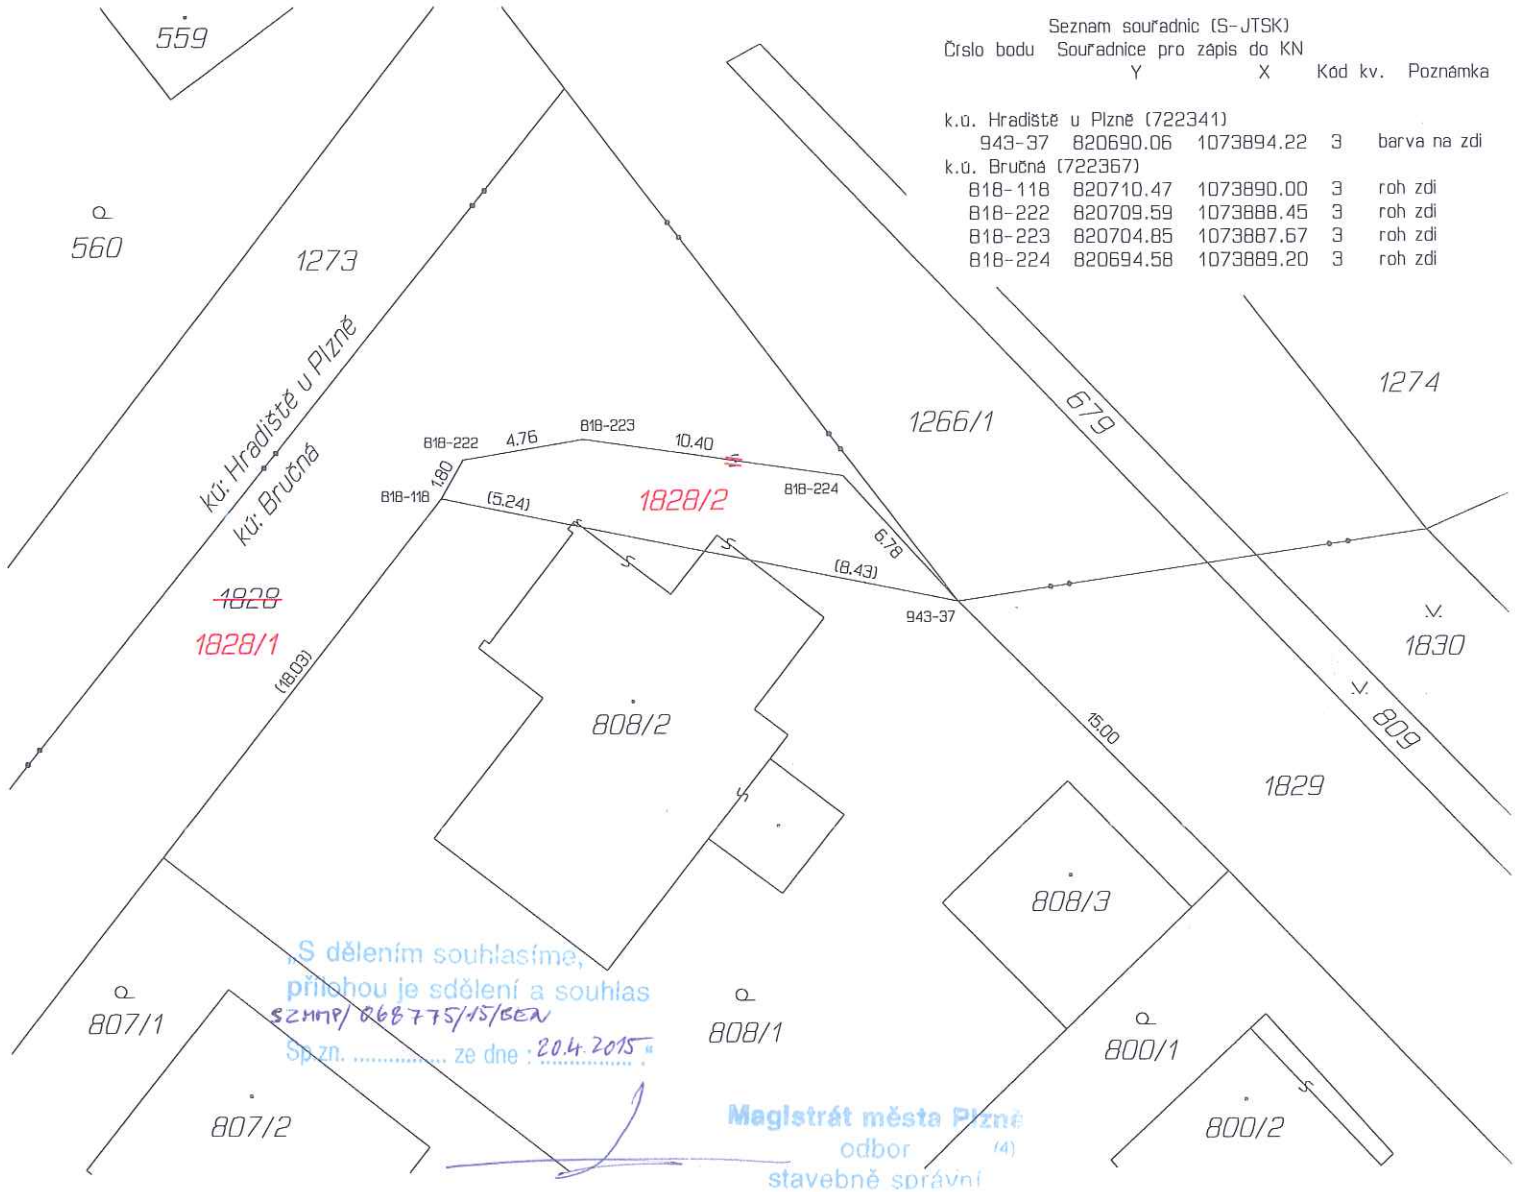 Seznam souřadnic (S-JTSK)
Číslo bodu Souřadnice pro zápis do KN
Y X Kód kv. Poznámka
k.ú. Hradiště u Plzně (722341)
943-37 820690.06 1073894.22 3 barva na zdi
k.ú. Bručná (722367)
818-118 820710.47 1073890.00 3 roh zdi
818-222 820709.59 1073888.45 3 roh zdi
818-223 820704.85 1073887.67 3 roh zdi
818-224 820694.58 1073889.20 3 roh zdi
559
560
1273
kú: Hradiště u Plzně
kú: Bručná
1274
679
1266/1
818-222
4.76
818-223
10.40
1.80
818-118
(5.24)
1828/2
818-224
6.78
(8.43)
943-37
1828
1828/1
(18.03)
1830
808/2
15.00
809
1829
808/3
„S dělením souhlasíme,
přílohou je sdělení a souhlas
SZMMP/068775/15/BEN
Sp.zn. ............... ze dne : 20.4.2015 “
807/1
808/1
800/1
807/2
800/2
Magistrát města Plzně
odbor (4)
stavebně správní